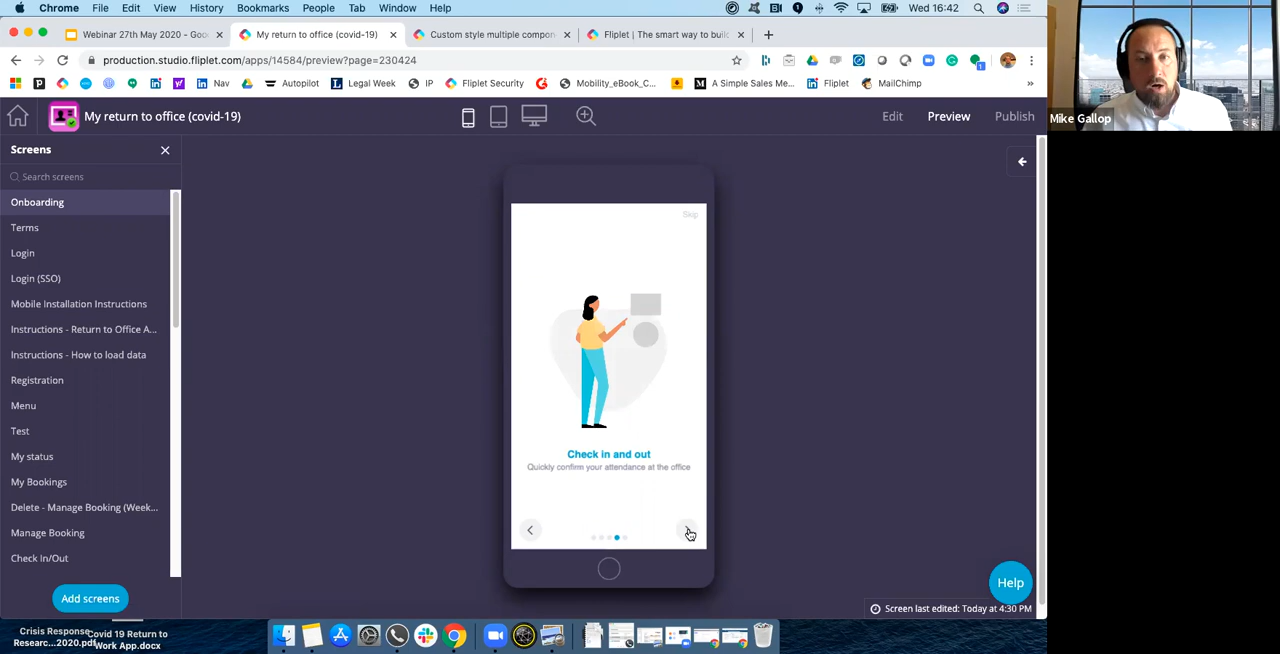 Chrome File Edit View History Bookmarks People Tab Window Help Wed 16:42
Webinar 27th May 2020 - Goo
My return to office (covid-19)
Custom style multiple compon
Fliplet | The smart way to buil
production.studio.fliplet.com/apps/14584/preview?page=230424
Nav Autopilot Legal Week IP Fliplet Security Mobility_eBook_C... A Simple Sales Me... Fliplet MailChimp
Mike Gallop
My return to office (covid-19)
Edit Preview Publish
Screens
Search screens
Onboarding
Terms
Login
Login (SSO)
Mobile Installation Instructions
Instructions - Return to Office A...
Instructions - How to load data
Registration
Menu
Test
My status
My Bookings
Delete - Manage Booking (Week...
Manage Booking
Check In/Out
Add screens
Skip
Check in and out
Quickly confirm your attendance at the office
Help
Screen last edited: Today at 4:30 PM
Crisis Response
Researc...2020.pdf
Covid 19 Return to
Work App.docx